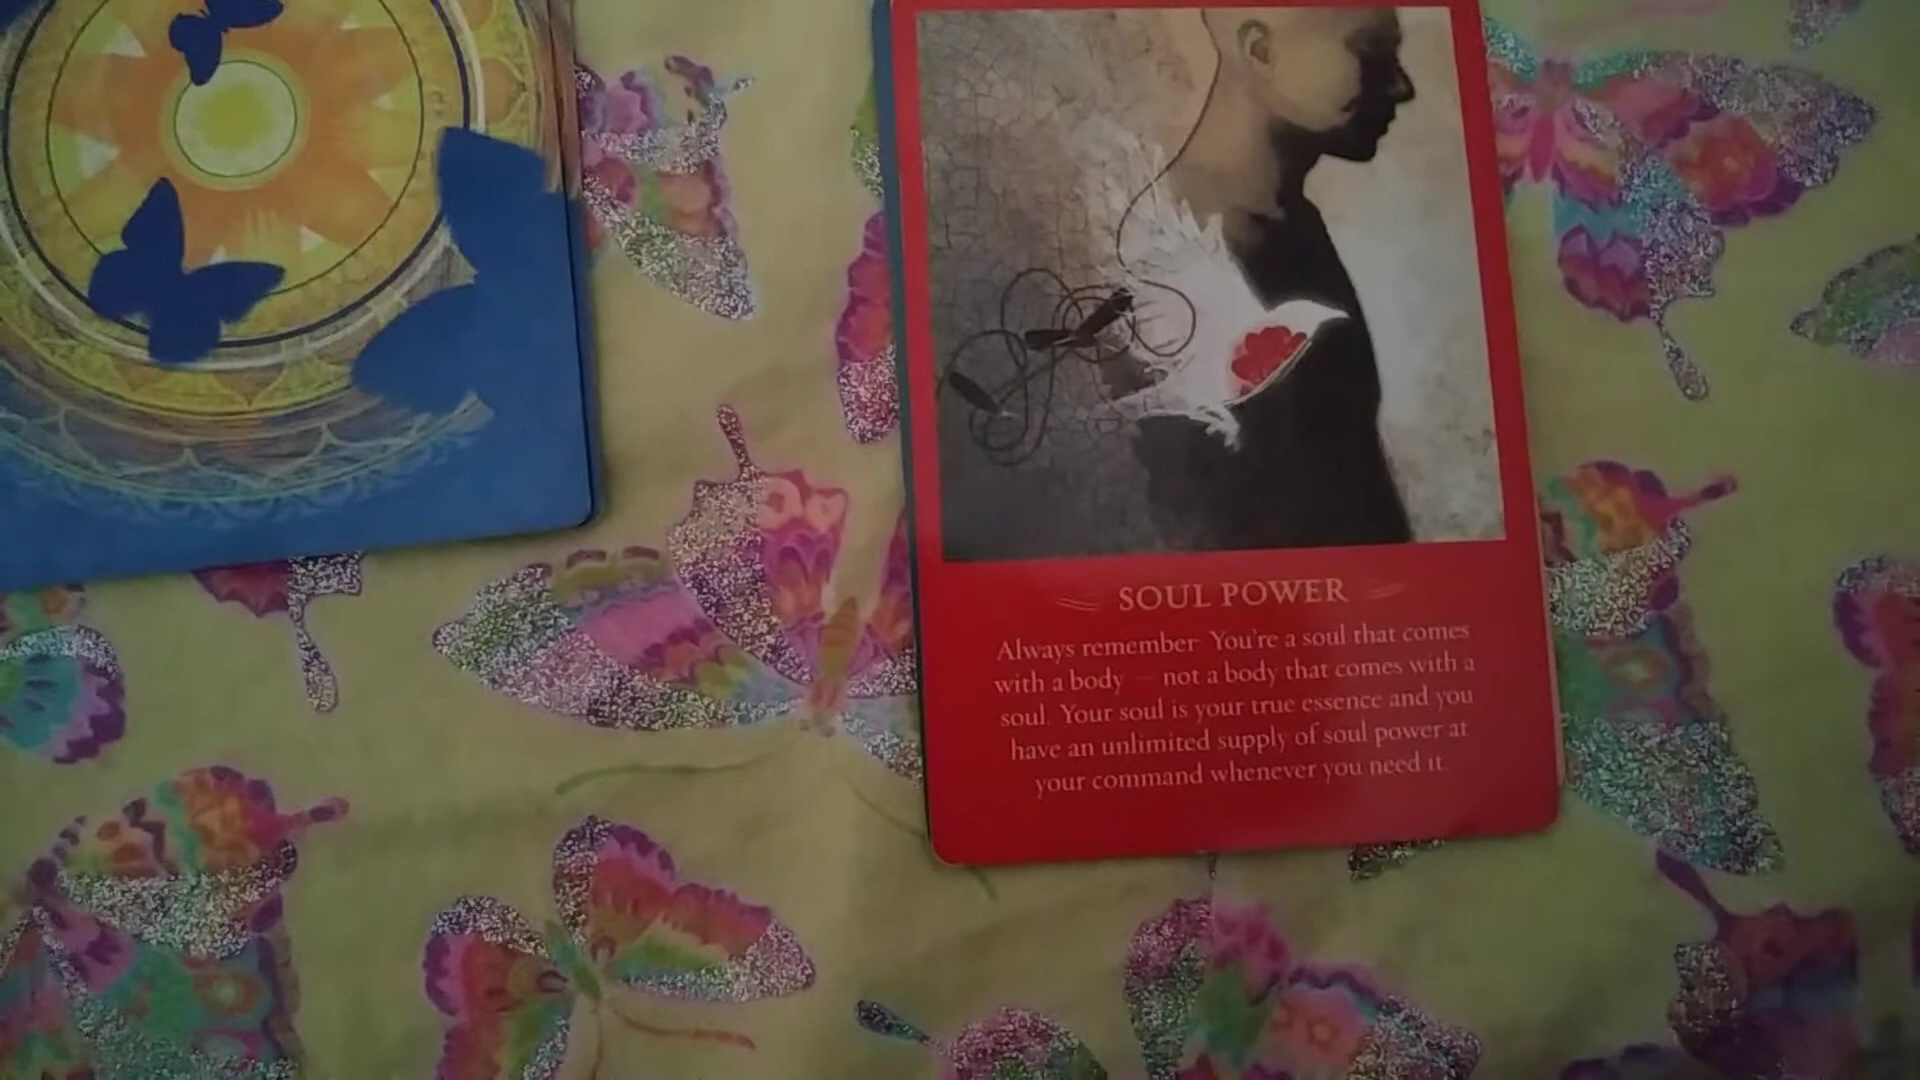 SOUL POWER
Always remember You're a soul that comes
with a body — not a body that comes with a
soul. Your soul is your true essence and you
have an unlimited supply of soul power at
your command whenever you need it.